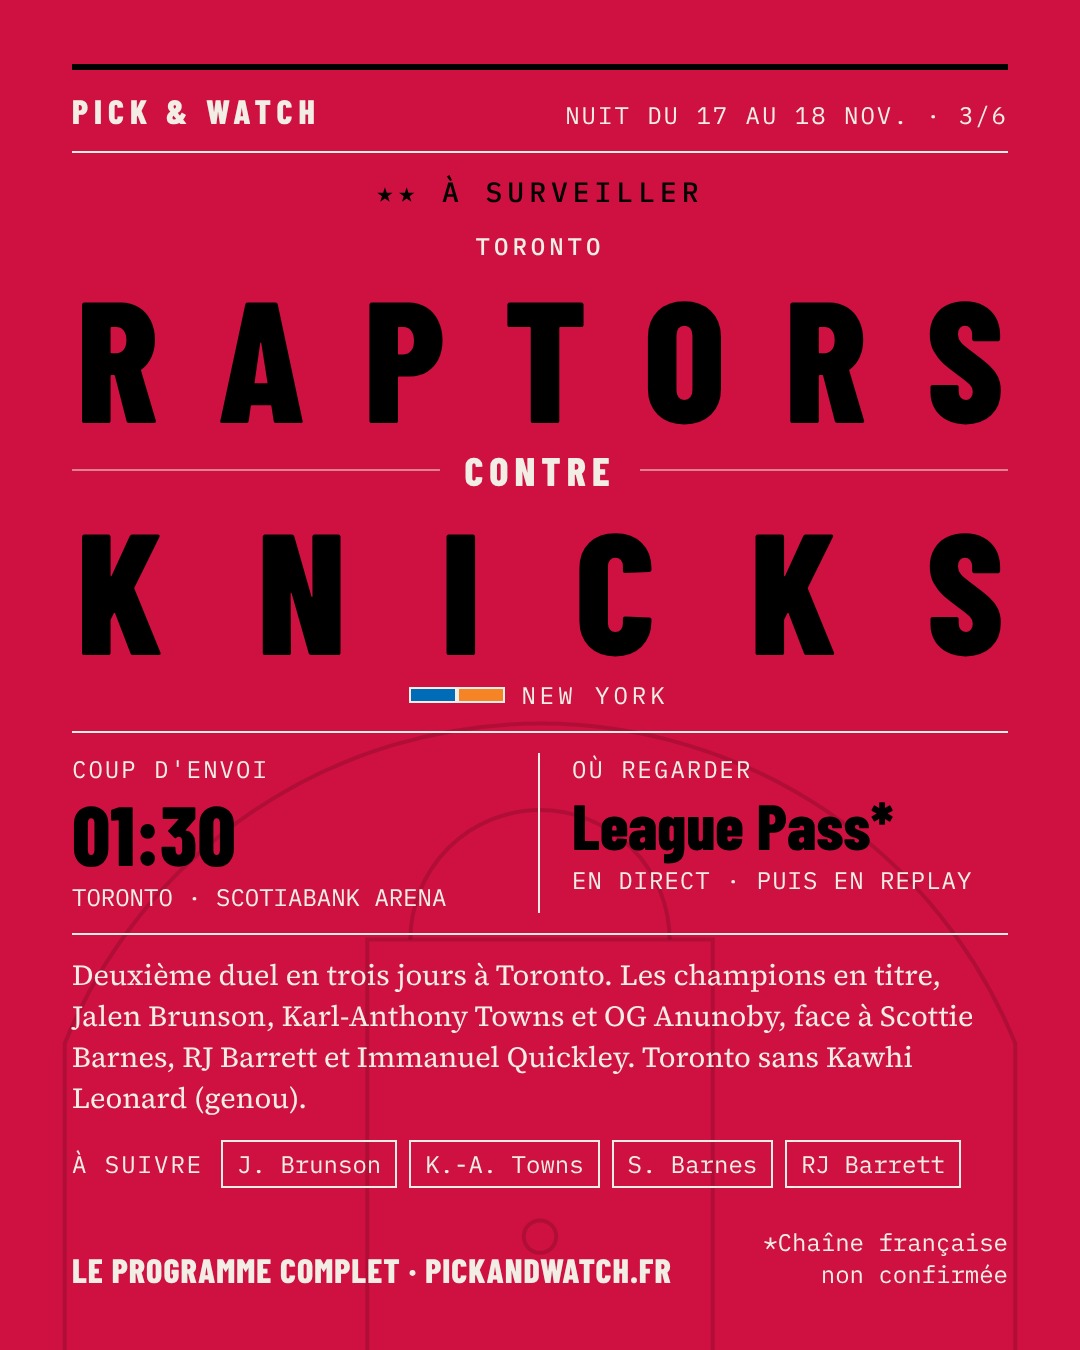 PICK & WATCH
NUIT DU 17 AU 18 NOV. · 3/6
★★ À SURVEILLER
TORONTO
RAPTORS
CONTRE
KNICKS
NEW YORK
COUP D'ENVOI
01:30
TORONTO · SCOTIABANK ARENA
OÙ REGARDER
League Pass*
EN DIRECT · PUIS EN REPLAY
Deuxième duel en trois jours à Toronto. Les champions en titre,
Jalen Brunson, Karl-Anthony Towns et OG Anunoby, face à Scottie
Barnes, RJ Barrett et Immanuel Quickley. Toronto sans Kawhi
Leonard (genou).
À SUIVRE J. Brunson K.-A. Towns S. Barnes RJ Barrett
*Chaîne française
non confirmée
LE PROGRAMME COMPLET · PICKANDWATCH.FR